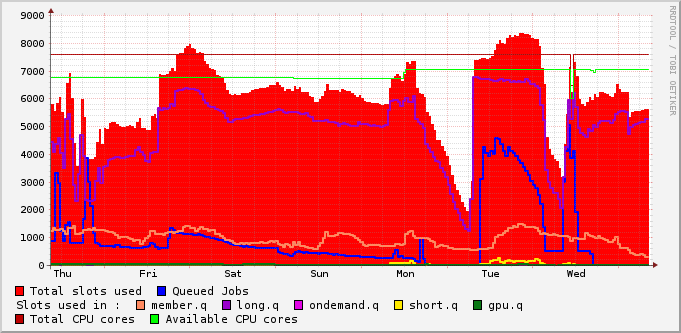 9000
8000
7000
6000
5000
4000
3000
2000
1000
0
Thu Fri Sat Sun Mon Tue Wed
Total slots used Queued Jobs
Slots used in : member.q long.q ondemand.q short.q gpu.q
Total CPU cores Available CPU cores
RRDTOOL / TOBI OETIKER